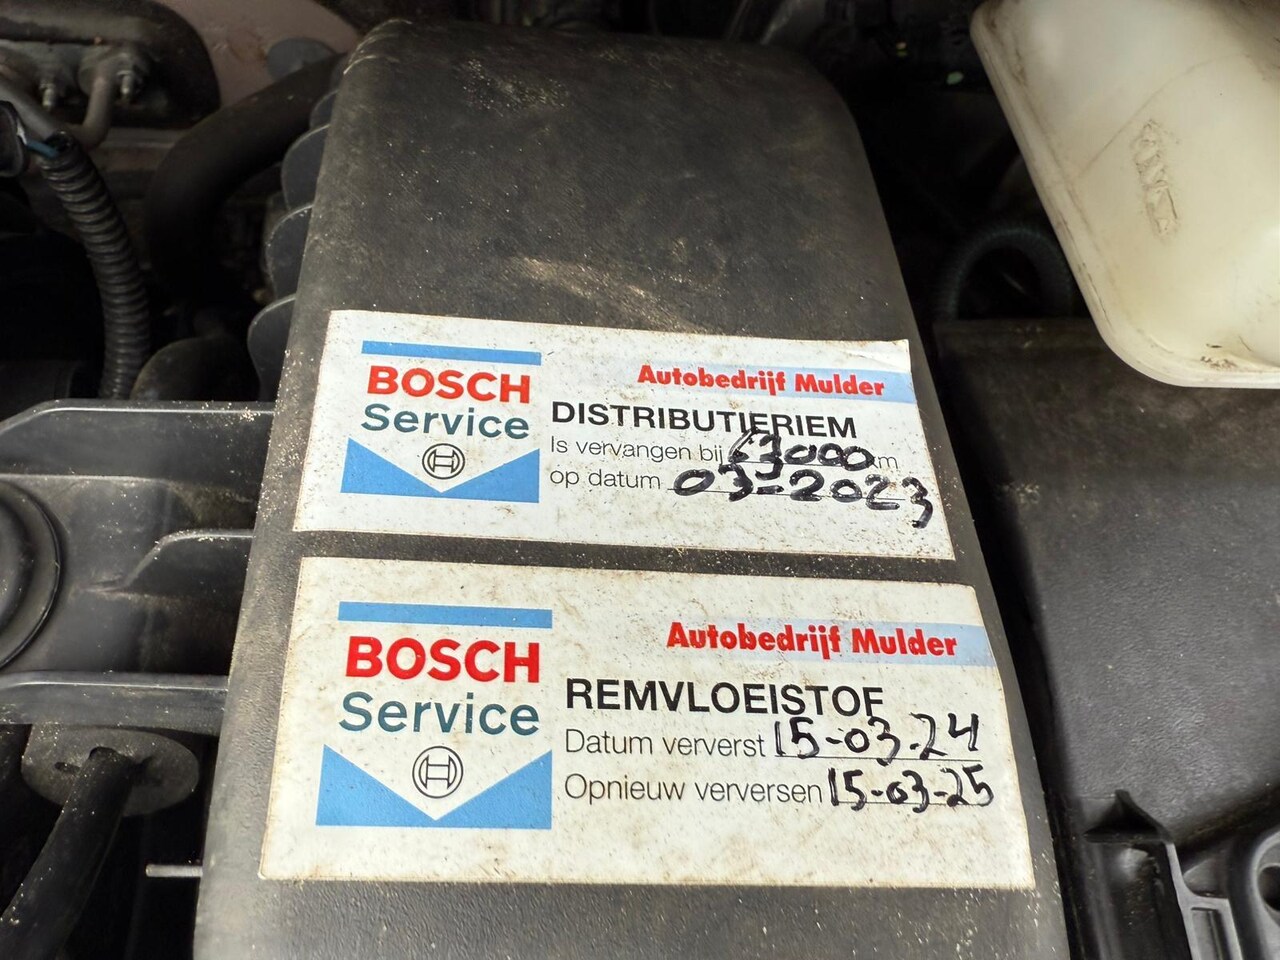 BOSCH
Service
Autobedrijf Mulder
DISTRIBUTIERIEM
Is vervangen bij 63000 km
op datum 03-2023
BOSCH
Service
Autobedrijf Mulder
REMVLOEISTOF
Datum ververst 15-03-24
Opnieuw verversen 15-03-25